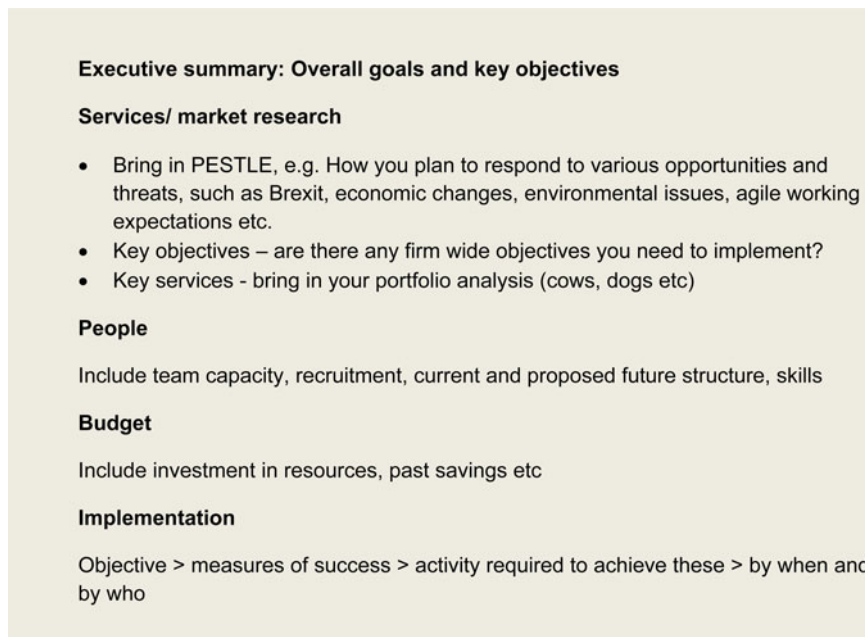 Executive summary: Overall goals and key objectives
Services/ market research
• Bring in PESTLE, e.g. How you plan to respond to various opportunities and
threats, such as Brexit, economic changes, environmental issues, agile working
expectations etc.
• Key objectives – are there any firm wide objectives you need to implement?
• Key services - bring in your portfolio analysis (cows, dogs etc)
People
Include team capacity, recruitment, current and proposed future structure, skills
Budget
Include investment in resources, past savings etc
Implementation
Objective > measures of success > activity required to achieve these > by when and
by who